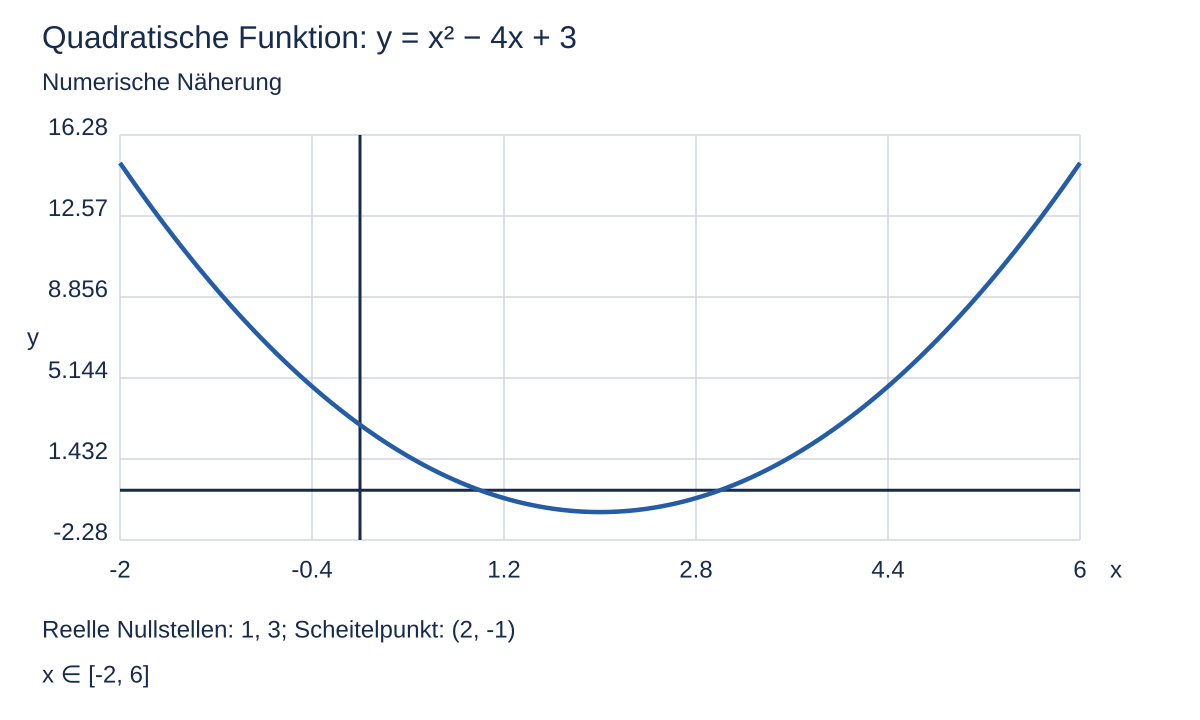 Quadratische Funktion: y = x² − 4x + 3
Numerische Näherung
16.28
12.57
8.856
y
5.144
1.432
-2.28
-2 -0.4 1.2 2.8 4.4 6 x
Reelle Nullstellen: 1, 3; Scheitelpunkt: (2, -1)
x ∈ [-2, 6]